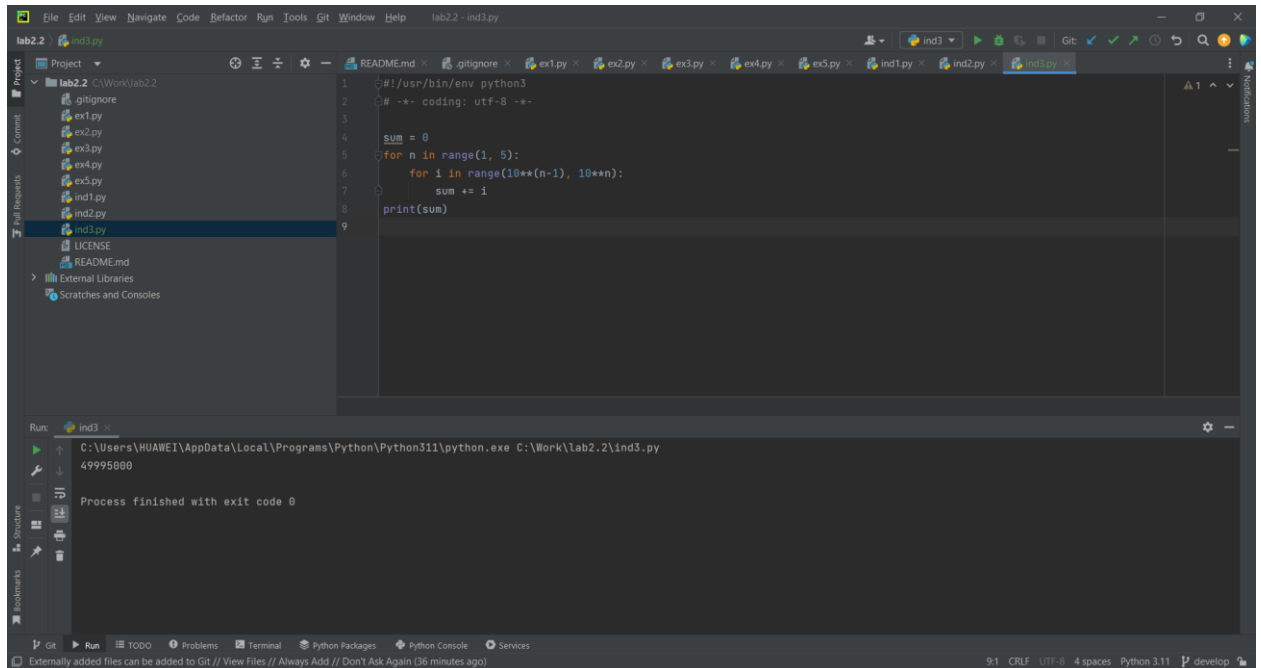 File Edit View Navigate Code Refactor Run Tools Git Window Help lab2.2 - ind3.py
lab2.2 ind3.py
ind3
Git:
Project
README.md .gitignore ex1.py ex2.py ex3.py ex4.py ex5.py ind1.py ind2.py ind3.py
lab2.2 C:\Work\lab2.2
.gitignore
ex1.py
ex2.py
ex3.py
ex4.py
ex5.py
ind1.py
ind2.py
ind3.py
LICENSE
README.md
External Libraries
Scratches and Consoles
1 #!/usr/bin/env python3
2 # -*- coding: utf-8 -*-
3
4 sum = 0
5 for n in range(1, 5):
6 for i in range(10**(n-1), 10**n):
7 sum += i
8 print(sum)
9
1
Project
Commit
Pull Requests
Notifications
Run: ind3
C:\Users\HUAWEI\AppData\Local\Programs\Python\Python311\python.exe C:\Work\lab2.2\ind3.py
49995000
Process finished with exit code 0
Structure
Bookmarks
Git Run TODO Problems Terminal Python Packages Python Console Services
Externally added files can be added to Git // View Files // Always Add // Don't Ask Again (36 minutes ago)
9:1 CRLF UTF-8 4 spaces Python 3.11 develop